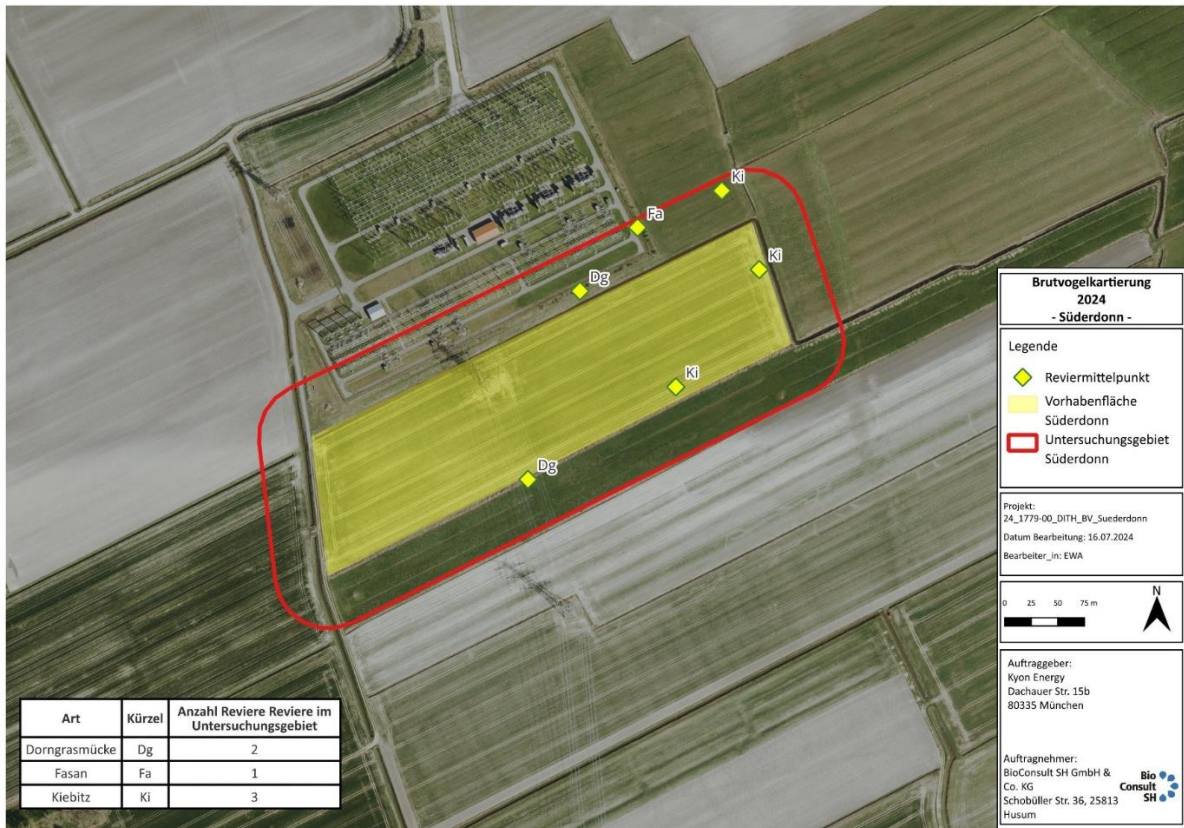 Ki
Fa
Ki
Dg
Ki
Dg
Brutvogelkartierung
2024
- Süderdonn -
Legende
Reviermittelpunkt
Vorhabenfläche
Süderdonn
Untersuchungsgebiet
Süderdonn
Projekt:
24_1779-00_DITH_BV_Suederdonn
Datum Bearbeitung: 16.07.2024
Bearbeiter_in: EWA
0 25 50 75 m
N
Auftraggeber:
Kyon Energy
Dachauer Str. 15b
80335 München
Auftragnehmer:
BioConsult SH GmbH &
Co. KG
Schobüller Str. 36, 25813
Husum
Bio
Consult
SH
Art Kürzel Anzahl Reviere Reviere im
Untersuchungsgebiet
Dorngrasmücke Dg 2
Fasan Fa 1
Kiebitz Ki 3